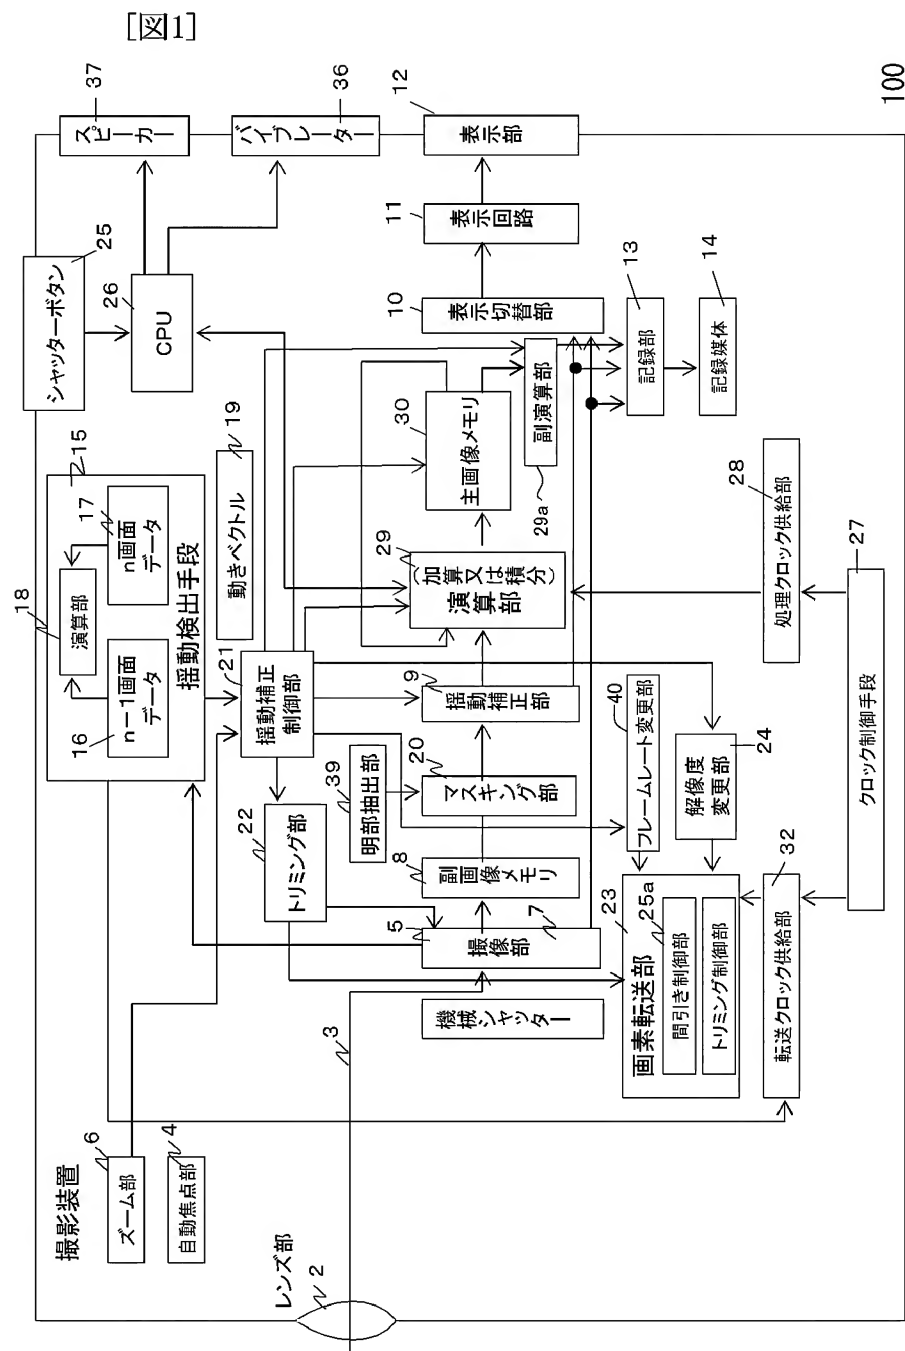 [図1]
100
撮影装置
レンズ部
2
3
ズーム部
6
自動焦点部
4
15
16
n−1画面
データ
17
n画面
データ
18
演算部
揺動検出手段
動きベクトル
19
シャッターボタン
25
CPU
26
スピーカー
37
バイブレーター
36
揺動補正
制御部
21
トリミング部
22
明部抽出部
39
機械シャッター
撮像部
5
7
副画像メモリ
8
マスキング部
20
揺動補正部
9
(加算又は積分)
演算部
29
主画像メモリ
30
副演算部
29a
表示切替部
10
表示回路
11
表示部
12
記録部
13
記録媒体
14
画素転送部
23
間引き制御部
25a
トリミング制御部
フレームレート変更部
40
解像度
変更部
24
転送クロック供給部
32
処理クロック供給部
28
クロック制御手段
27